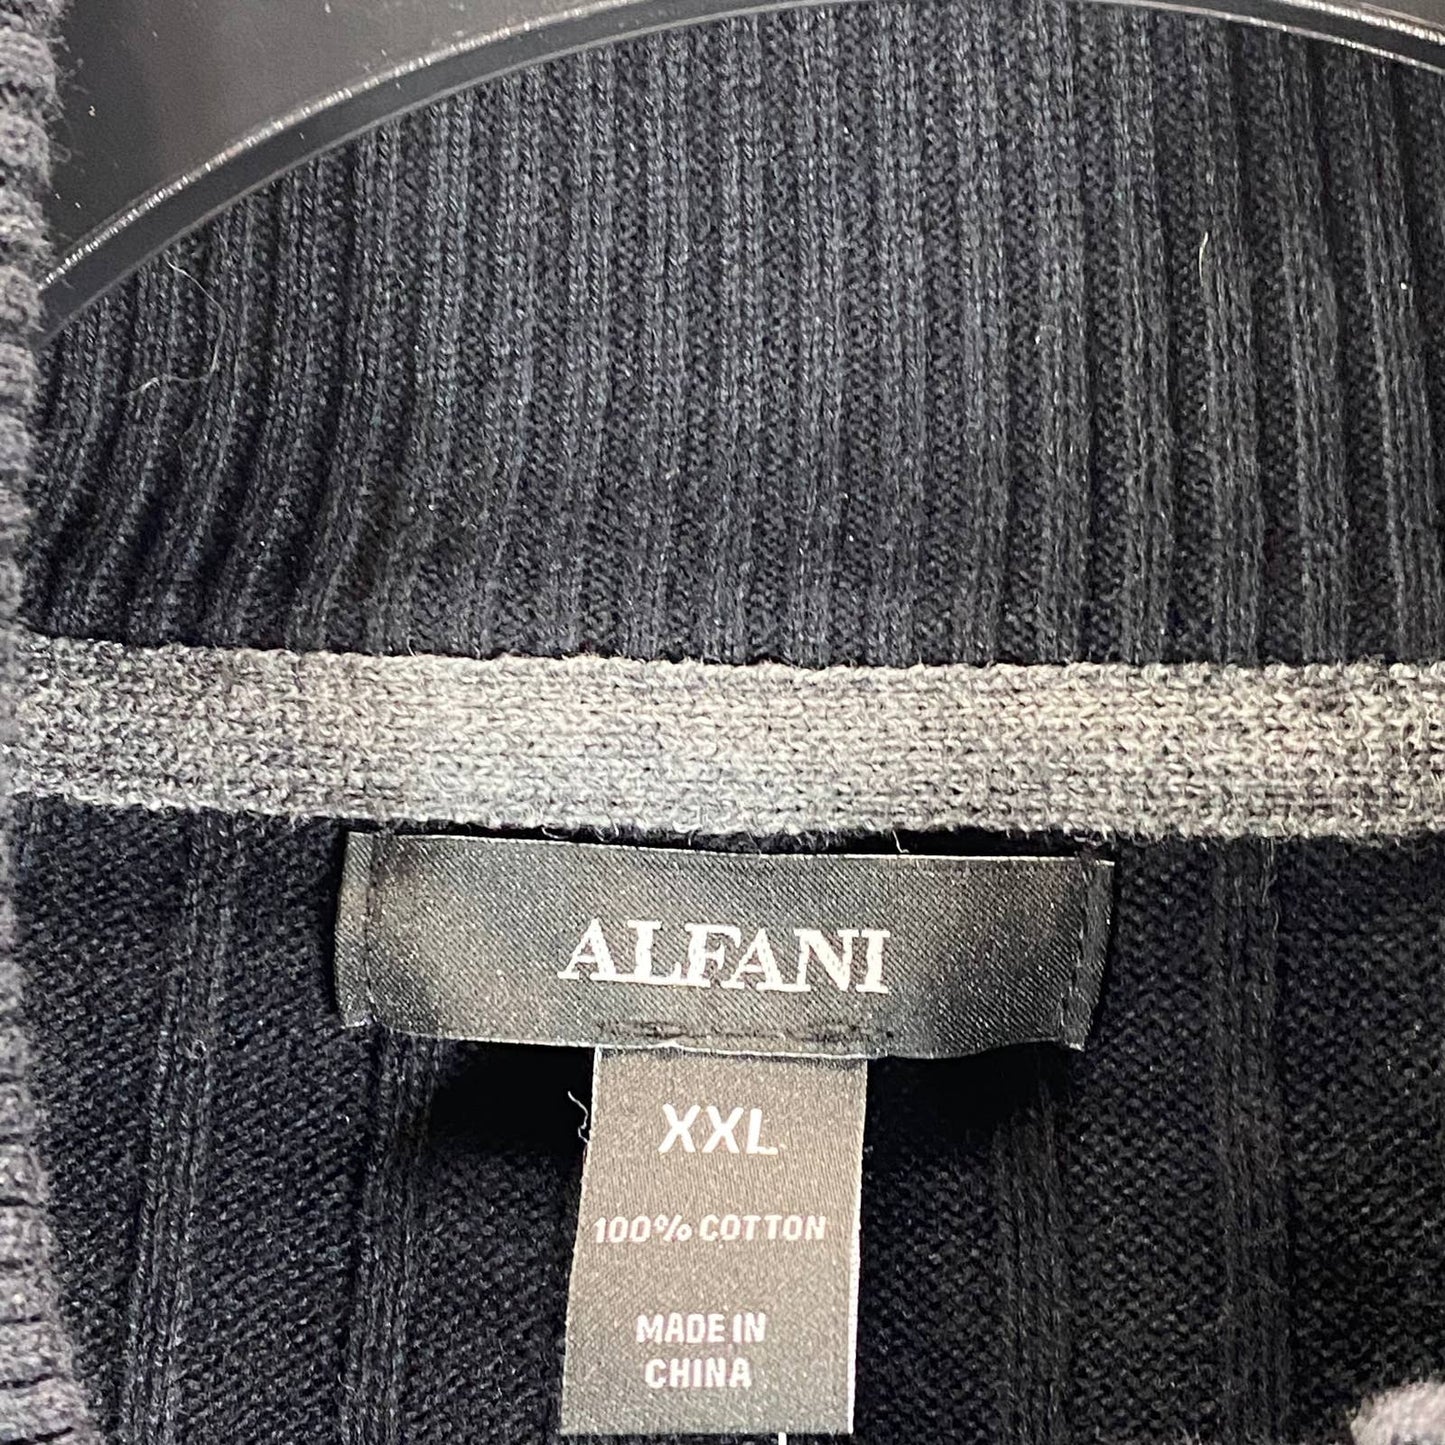 ALFANI
XXL
100% COTTON
MADE IN
CHINA